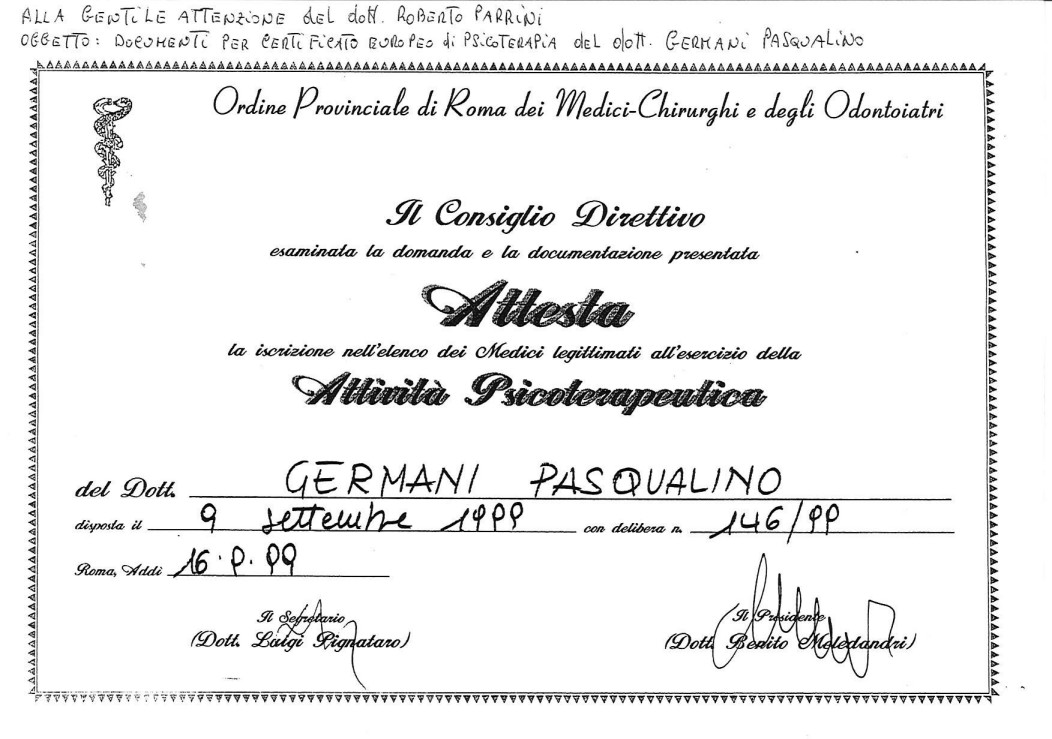 ALLA GENTILE ATTENZIONE del dott. ROBERTO PARRINI
OGGETTO: DOCUMENTI PER CERTIFICATO EUROPEO di PSICOTERAPIA del dott. GERMANI PASQUALINO
Ordine Provinciale di Roma dei Medici-Chirurghi e degli Odontoiatri
Il Consiglio Direttivo
esaminata la domanda e la documentazione presentata
Attesta
la iscrizione nell'elenco dei Medici legittimati all'esercizio della
Attività Psicoterapeutica
del Dott. GERMANI PASQUALINO
disposta il 9 settembre 1999 con delibera n. 146/99
Roma, Addì 16.9.99
Il Segretario
(Dott. Luigi Pignataro)
Il Presidente
(Dott. Benito Meledandri)